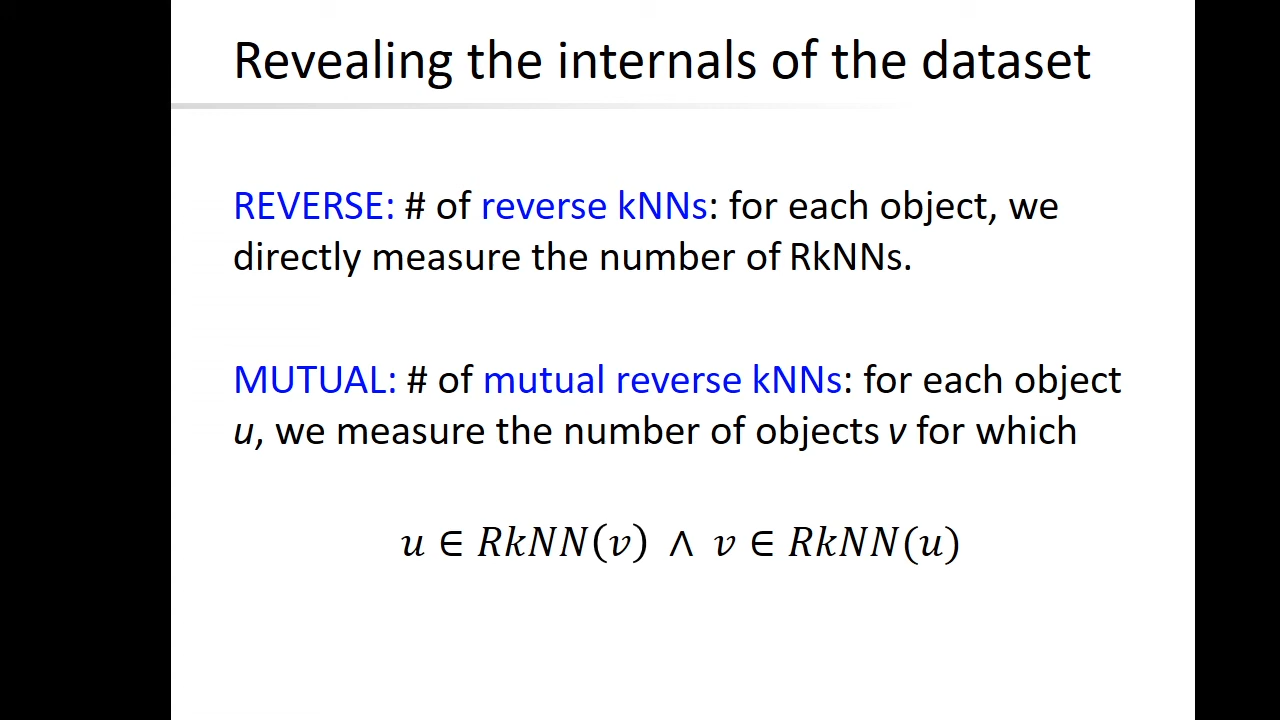 Revealing the internals of the dataset
REVERSE: # of reverse kNNs: for each object, we
directly measure the number of RkNNs.
MUTUAL: # of mutual reverse kNNs: for each object
u, we measure the number of objects v for which
u ∈ RkNN(v) ∧ v ∈ RkNN(u)